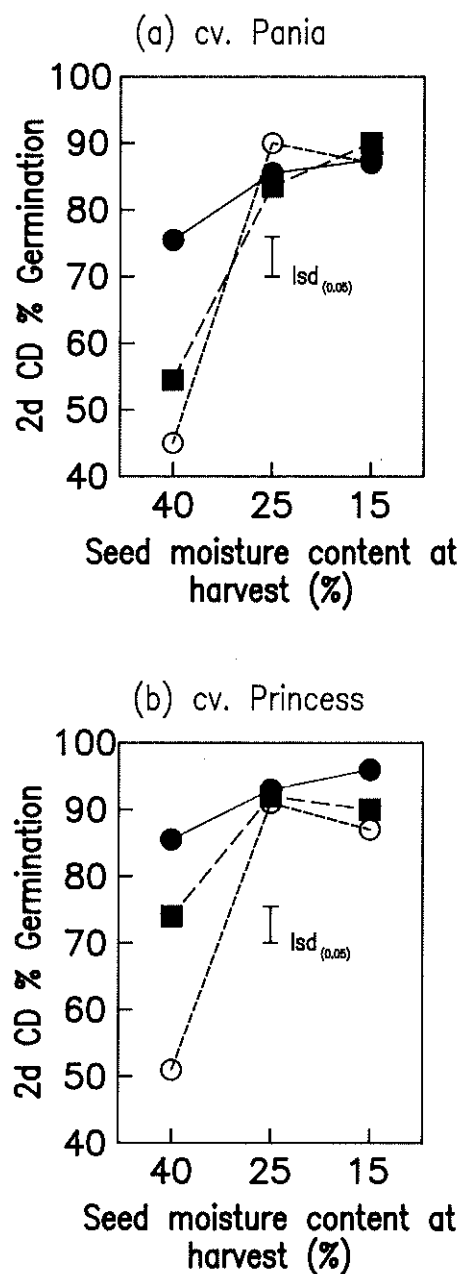 (a) cv. Pania
100
90
80
70
60
50
40
2d CD % Germination
lsd (0.05)
40 25 15
Seed moisture content at
harvest (%)
(b) cv. Princess
100
90
80
70
60
50
40
2d CD % Germination
lsd (0.05)
40 25 15
Seed moisture content at
harvest (%)